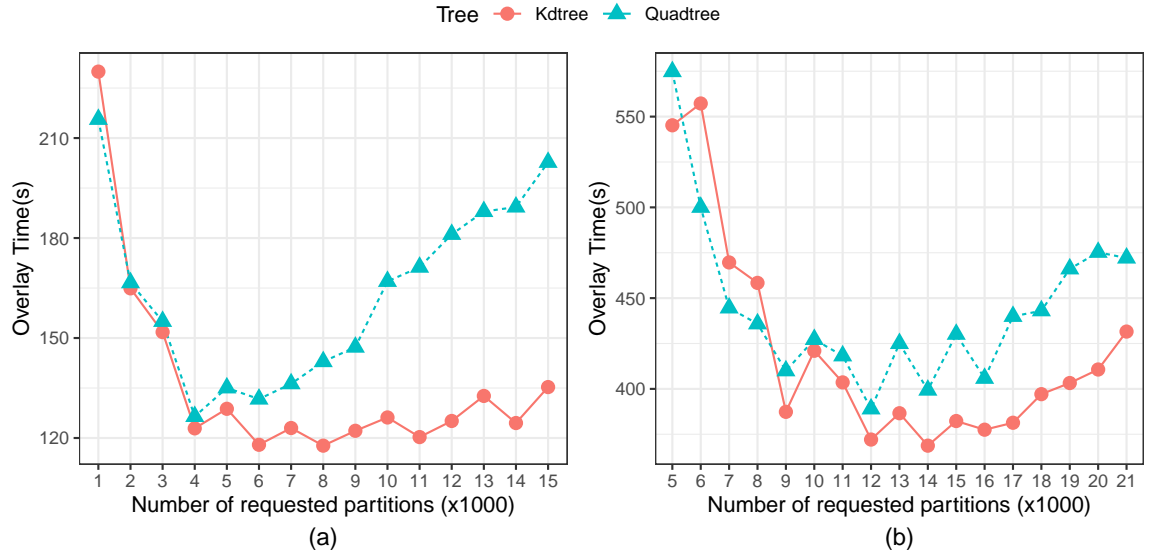 Tree Kdtree Quadtree
Overlay Time(s)
210
180
150
120
1 2 3 4 5 6 7 8 9 10 11 12 13 14 15
Number of requested partitions (x1000)
(a)
Overlay Time(s)
550
500
450
400
5 6 7 8 9 10 11 12 13 14 15 16 17 18 19 20 21
Number of requested partitions (x1000)
(b)